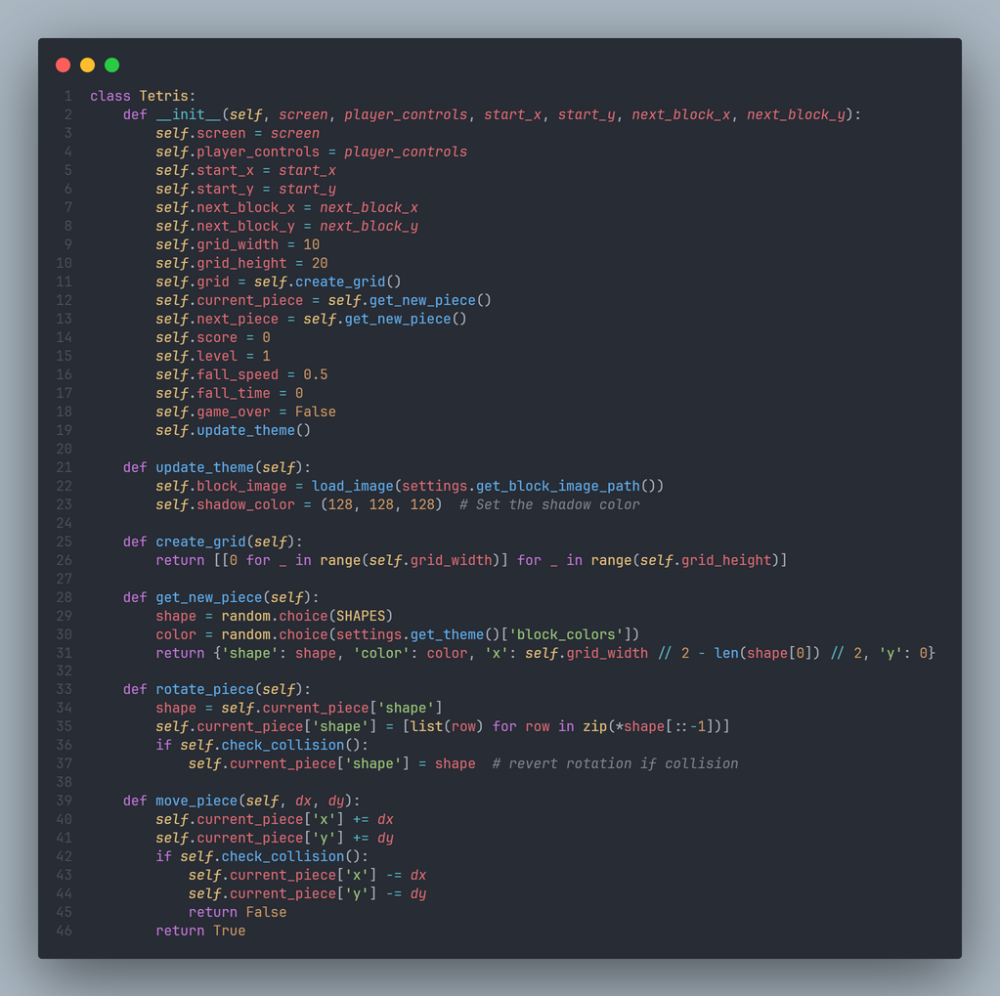 1 class Tetris:
2     def __init__(self, screen, player_controls, start_x, start_y, next_block_x, next_block_y):
3         self.screen = screen
4         self.player_controls = player_controls
5         self.start_x = start_x
6         self.start_y = start_y
7         self.next_block_x = next_block_x
8         self.next_block_y = next_block_y
9         self.grid_width = 10
10         self.grid_height = 20
11         self.grid = self.create_grid()
12         self.current_piece = self.get_new_piece()
13         self.next_piece = self.get_new_piece()
14         self.score = 0
15         self.level = 1
16         self.fall_speed = 0.5
17         self.fall_time = 0
18         self.game_over = False
19         self.update_theme()
20
21     def update_theme(self):
22         self.block_image = load_image(settings.get_block_image_path())
23         self.shadow_color = (128, 128, 128)  # Set the shadow color
24
25     def create_grid(self):
26         return [[0 for _ in range(self.grid_width)] for _ in range(self.grid_height)]
27
28     def get_new_piece(self):
29         shape = random.choice(SHAPES)
30         color = random.choice(settings.get_theme()['block_colors'])
31         return {'shape': shape, 'color': color, 'x': self.grid_width // 2 - len(shape[0]) // 2, 'y': 0}
32
33     def rotate_piece(self):
34         shape = self.current_piece['shape']
35         self.current_piece['shape'] = [list(row) for row in zip(*shape[::-1])]
36         if self.check_collision():
37             self.current_piece['shape'] = shape  # revert rotation if collision
38
39     def move_piece(self, dx, dy):
40         self.current_piece['x'] += dx
41         self.current_piece['y'] += dy
42         if self.check_collision():
43             self.current_piece['x'] -= dx
44             self.current_piece['y'] -= dy
45             return False
46         return True